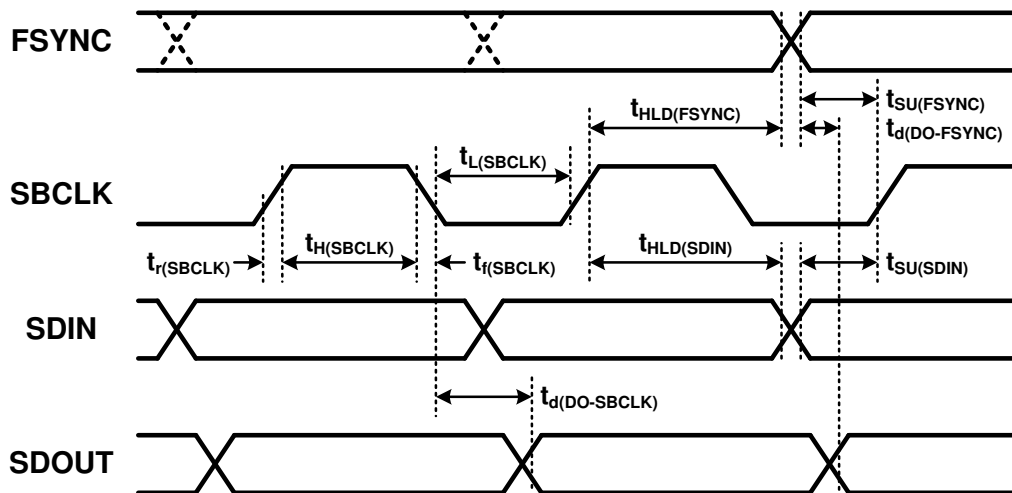 FSYNC
tSU(FSYNC)
tHLD(FSYNC)
td(DO-FSYNC)
tL(SBCLK)
SBCLK
tr(SBCLK)
tH(SBCLK)
tf(SBCLK)
tHLD(SDIN)
tSU(SDIN)
SDIN
td(DO-SBCLK)
SDOUT